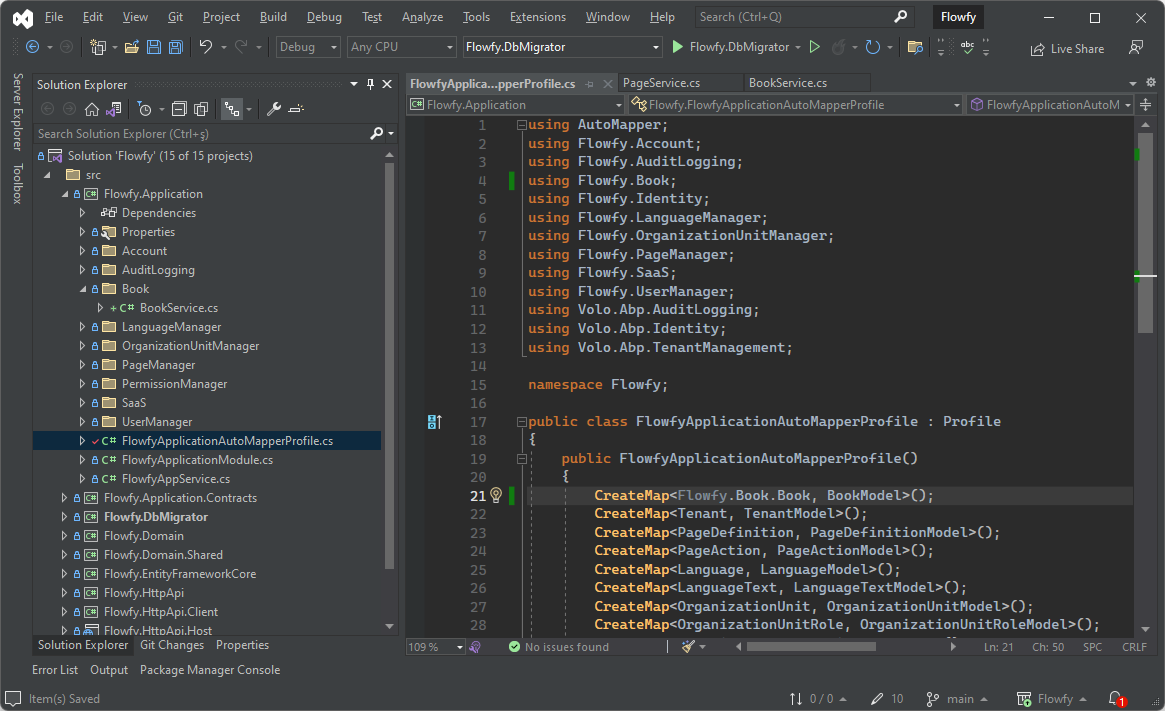 File Edit View Git Project Build Debug Test Analyze Tools Extensions Window Help Search (Ctrl+Q) Flowfy
Debug Any CPU Flowfy.DbMigrator Flowfy.DbMigrator abc Live Share
Server Explorer
Toolbox
Solution Explorer
Search Solution Explorer (Ctrl+ş)
Solution 'Flowfy' (15 of 15 projects)
src
C# Flowfy.Application
Dependencies
Properties
Account
AuditLogging
Book
+ C# BookService.cs
LanguageManager
OrganizationUnitManager
PageManager
PermissionManager
SaaS
UserManager
C# FlowfyApplicationAutoMapperProfile.cs
C# FlowfyApplicationModule.cs
C# FlowfyAppService.cs
C# Flowfy.Application.Contracts
C# Flowfy.DbMigrator
C# Flowfy.Domain
C# Flowfy.Domain.Shared
C# Flowfy.EntityFrameworkCore
C# Flowfy.HttpApi
C# Flowfy.HttpApi.Client
Flowfy.HttpApi.Host
Solution Explorer Git Changes Properties
FlowfyApplica...pperProfile.cs PageService.cs BookService.cs
C# Flowfy.Application Flowfy.FlowfyApplicationAutoMapperProfile FlowfyApplicationAutoM
1 using AutoMapper;
2 using Flowfy.Account;
3 using Flowfy.AuditLogging;
4 using Flowfy.Book;
5 using Flowfy.Identity;
6 using Flowfy.LanguageManager;
7 using Flowfy.OrganizationUnitManager;
8 using Flowfy.PageManager;
9 using Flowfy.SaaS;
10 using Flowfy.UserManager;
11 using Volo.Abp.AuditLogging;
12 using Volo.Abp.Identity;
13 using Volo.Abp.TenantManagement;
14
15 namespace Flowfy;
16
17 public class FlowfyApplicationAutoMapperProfile : Profile
18 {
19 public FlowfyApplicationAutoMapperProfile()
20 {
21 CreateMap<Flowfy.Book.Book, BookModel>();
22 CreateMap<Tenant, TenantModel>();
23 CreateMap<PageDefinition, PageDefinitionModel>();
24 CreateMap<PageAction, PageActionModel>();
25 CreateMap<Language, LanguageModel>();
26 CreateMap<LanguageText, LanguageTextModel>();
27 CreateMap<OrganizationUnit, OrganizationUnitModel>();
28 CreateMap<OrganizationUnitRole, OrganizationUnitRoleModel>();
109 % No issues found Ln: 21 Ch: 50 SPC CRLF
Error List Output Package Manager Console
Item(s) Saved 0 / 0 10 main Flowfy 1